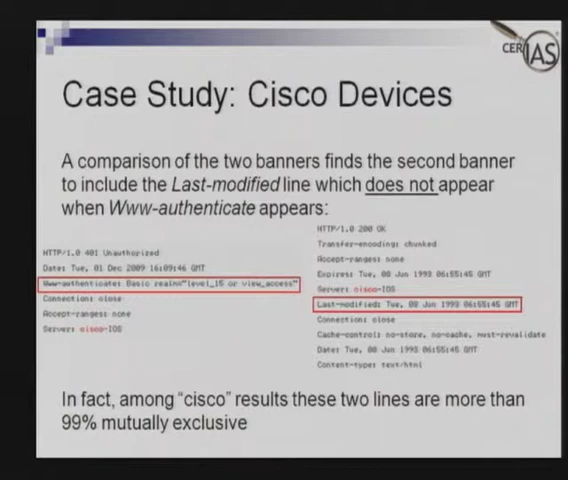 CERIAS
Case Study: Cisco Devices
A comparison of the two banners finds the second banner
to include the Last-modified line which does not appear
when Www-authenticate appears:
HTTP/1.0 401 Unauthorized
Date: Tue, 01 Dec 2009 16:09:46 GMT
Www-authenticate: Basic realm="level_15 or view_access"
Connection: close
Accept-ranges: none
Server: cisco-IOS
HTTP/1.0 200 OK
Transfer-encoding: chunked
Accept-ranges: none
Expires: Tue, 08 Jun 1993 06:55:45 GMT
Server: cisco-IOS
Last-modified: Tue, 08 Jun 1993 06:55:45 GMT
Connection: close
Cache-control: no-store, no-cache, must-revalidate
Date: Tue, 08 Jun 1993 06:55:45 GMT
Content-type: text/html
In fact, among "cisco" results these two lines are more than
99% mutually exclusive